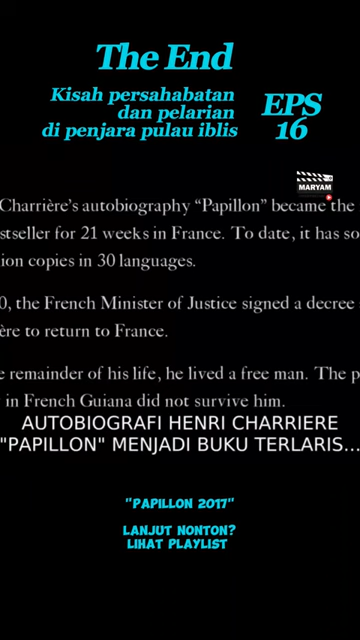 The End
Kisah persahabatan
dan pelarian
di penjara pulau iblis
EPS
16
MARYAM
Charrière's autobiography "Papillon" became the
stseller for 21 weeks in France. To date, it has so
ion copies in 30 languages.
0, the French Minister of Justice signed a decree
ère to return to France.
e remainder of his life, he lived a free man. The p
in French Guiana did not survive him.
AUTOBIOGRAFI HENRI CHARRIERE
"PAPILLON" MENJADI BUKU TERLARIS...
"PAPILLON 2017"
LANJUT NONTON?
LIHAT PLAYLIST